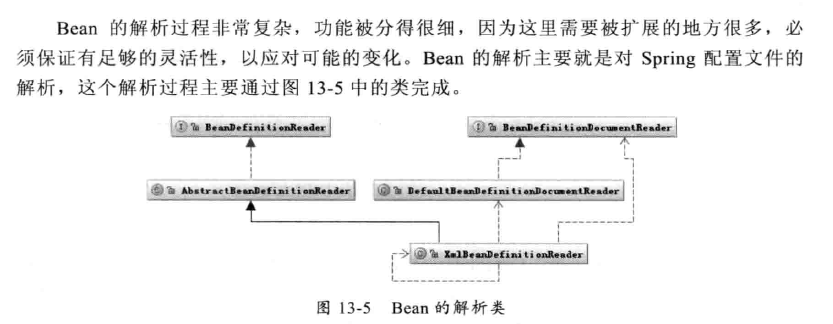 Bean 的解析过程非常复杂，功能被分得很细，因为这里需要被扩展的地方很多，必
须保证有足够的灵活性，以应对可能的变化。Bean 的解析主要就是对 Spring 配置文件的
解析，这个解析过程主要通过图 13-5 中的类完成。
BeanDefinitionReader
BeanDefinitionDocumentReader
AbstractBeanDefinitionReader
DefaultBeanDefinitionDocumentReader
XmlBeanDefinitionReader
图 13-5 Bean 的解析类